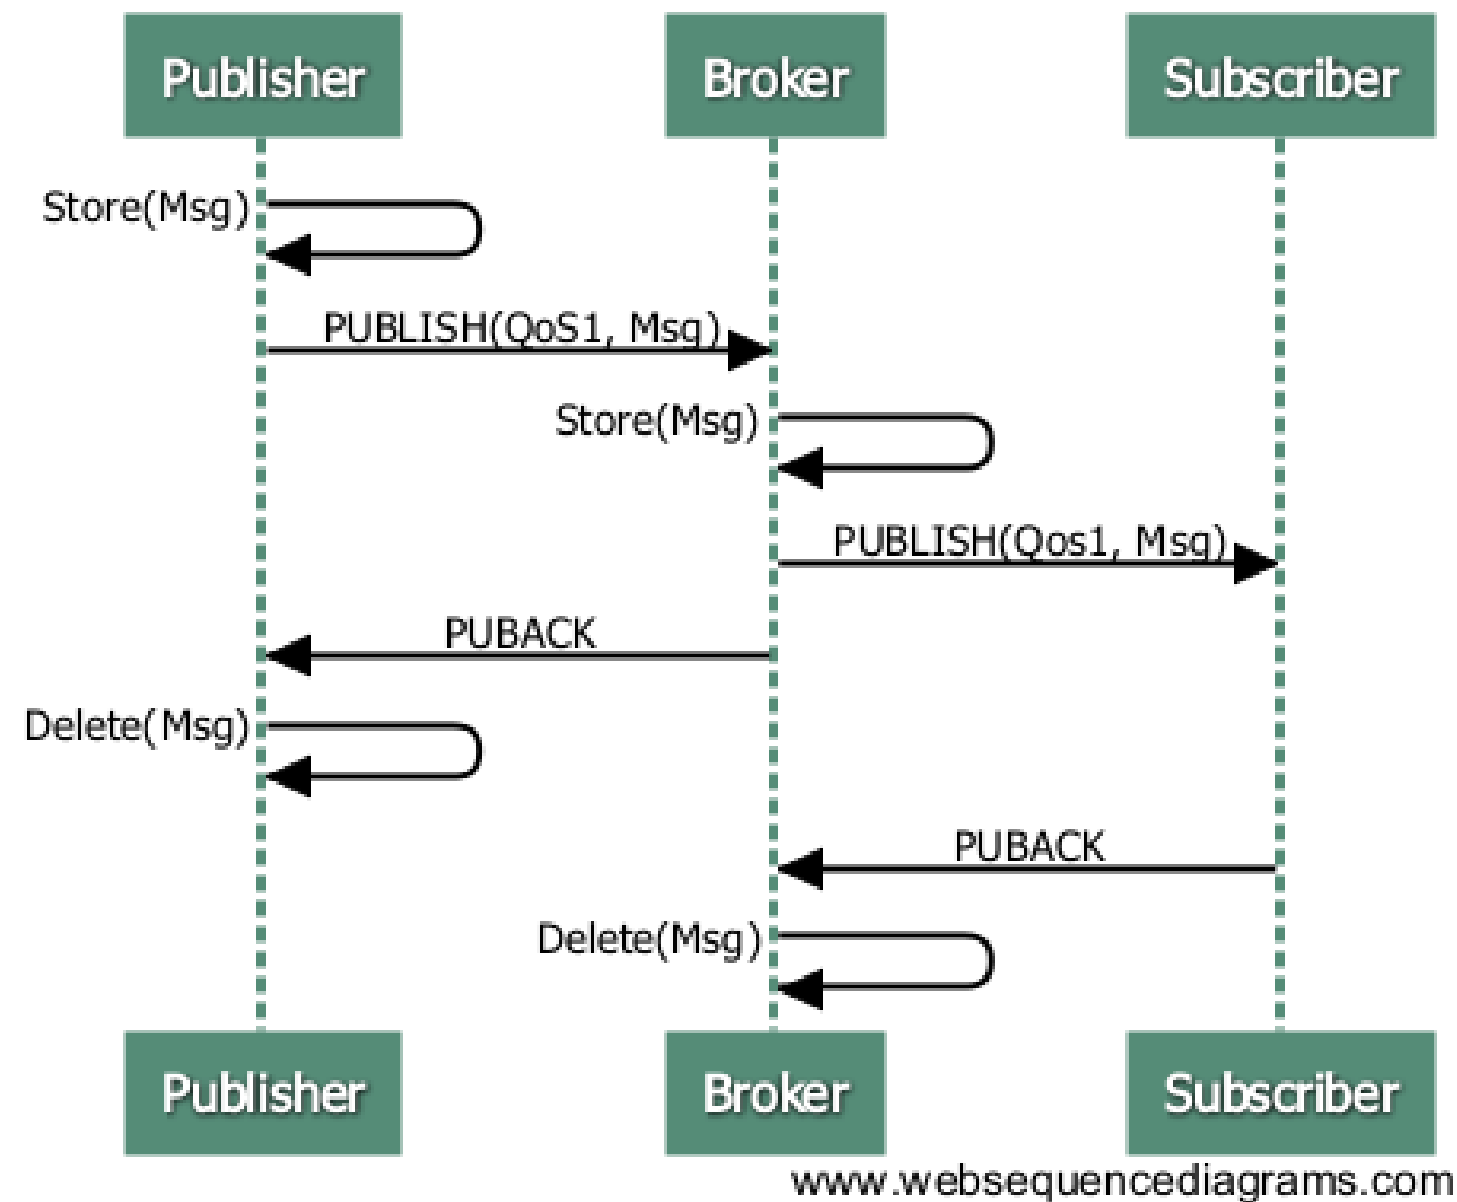 Publisher
Broker
Subscriber
Store(Msg)
PUBLISH(QoS1, Msg)
Store(Msg)
PUBLISH(Qos1, Msg)
PUBACK
Delete(Msg)
PUBACK
Delete(Msg)
Publisher
Broker
Subscriber
www.websequencediagrams.com